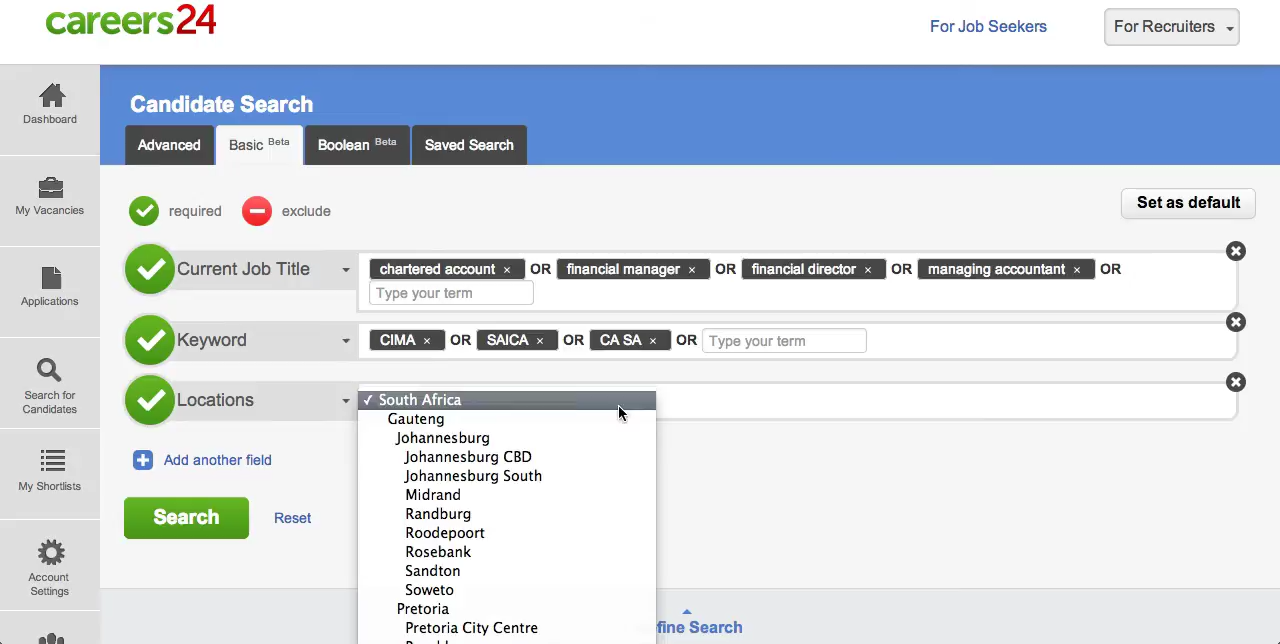 careers24
For Job Seekers
For Recruiters
Dashboard
My Vacancies
Applications
Search for
Candidates
My Shortlists
Account
Settings
Candidate Search
Advanced
Basic Beta
Boolean Beta
Saved Search
required
exclude
Set as default
Current Job Title
chartered account × OR financial manager × OR financial director × OR managing accountant × OR
Type your term
Keyword
CIMA × OR SAICA × OR CA SA × OR Type your term
Locations
✓ South Africa
Gauteng
Johannesburg
Johannesburg CBD
Johannesburg South
Midrand
Randburg
Roodepoort
Rosebank
Sandton
Soweto
Pretoria
Pretoria City Centre
Add another field
Search
Reset
fine Search